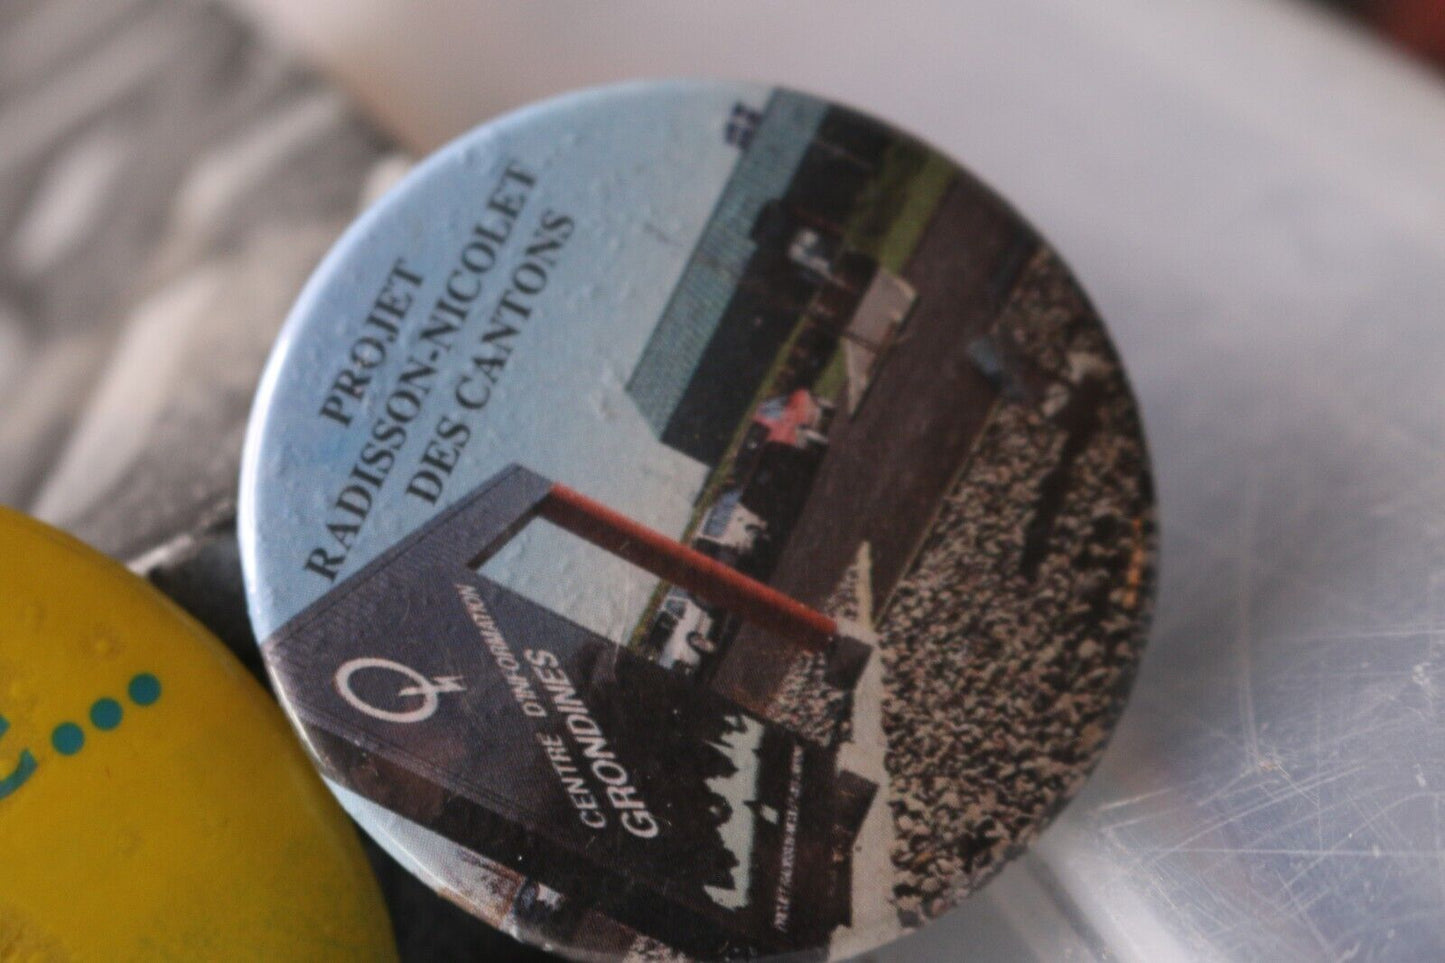 PROJET
RADISSON-NICOLET
DES CANTONS
CENTRE D'INFORMATION
GRONDINES